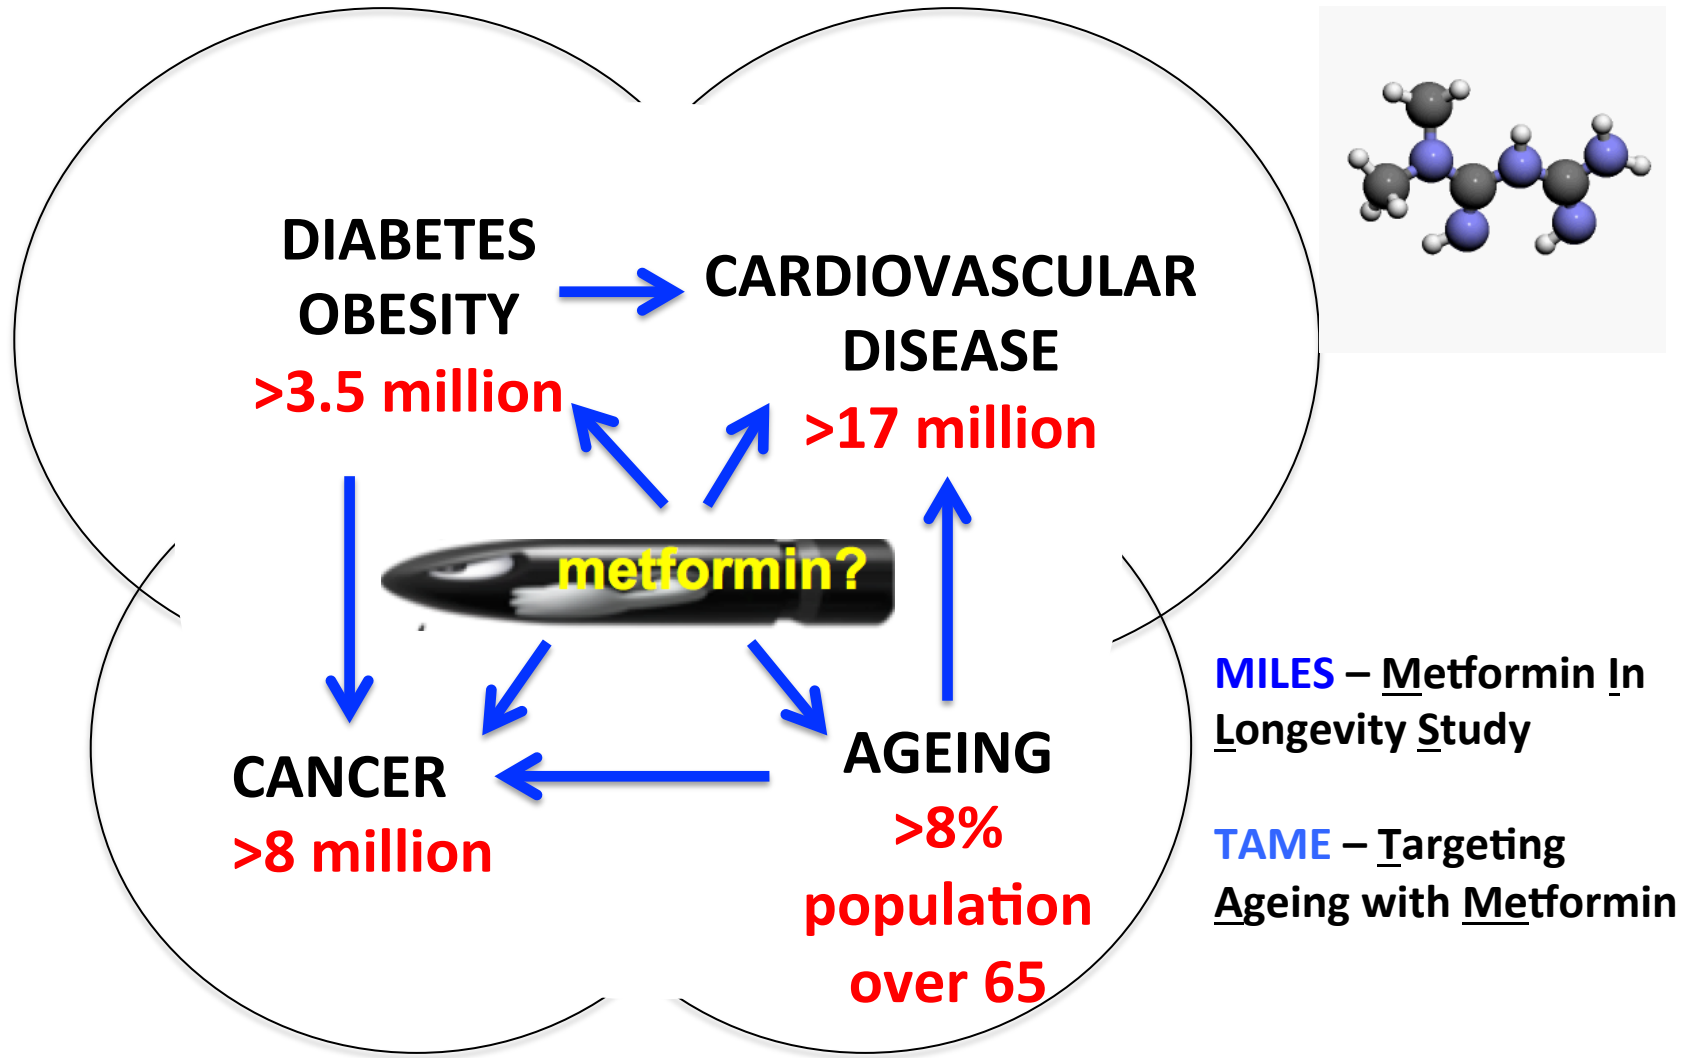 DIABETES
OBESITY
>3.5 million
CARDIOVASCULAR
DISEASE
>17 million
metformin?
CANCER
>8 million
AGEING
>8%
population
over 65
MILES – Metformin In
Longevity Study
TAME – Targeting
Ageing with Metformin